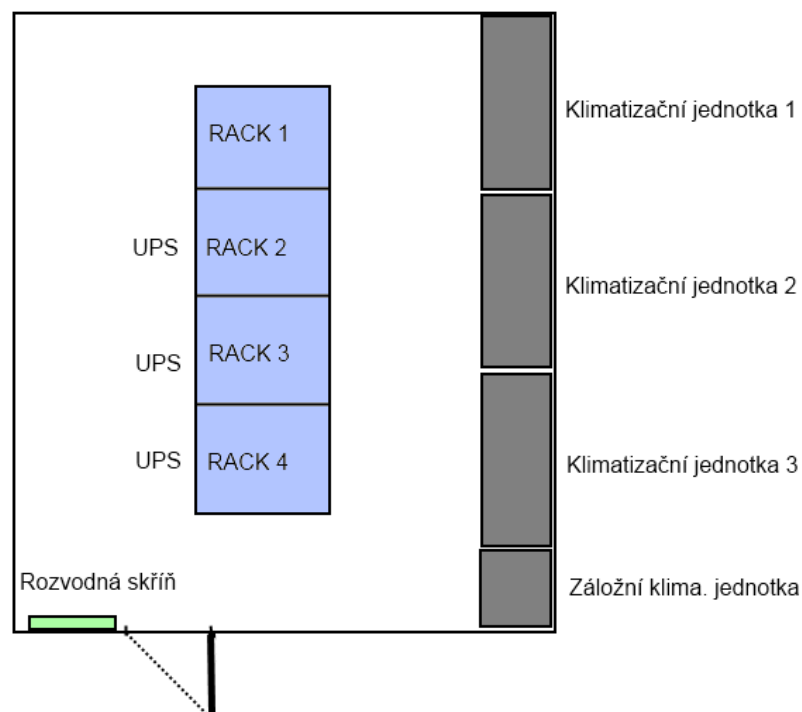 Klimatizační jednotka 1
RACK 1
UPS
RACK 2
Klimatizační jednotka 2
UPS
RACK 3
UPS
RACK 4
Klimatizační jednotka 3
Rozvodná skříň
Záložní klima. jednotka